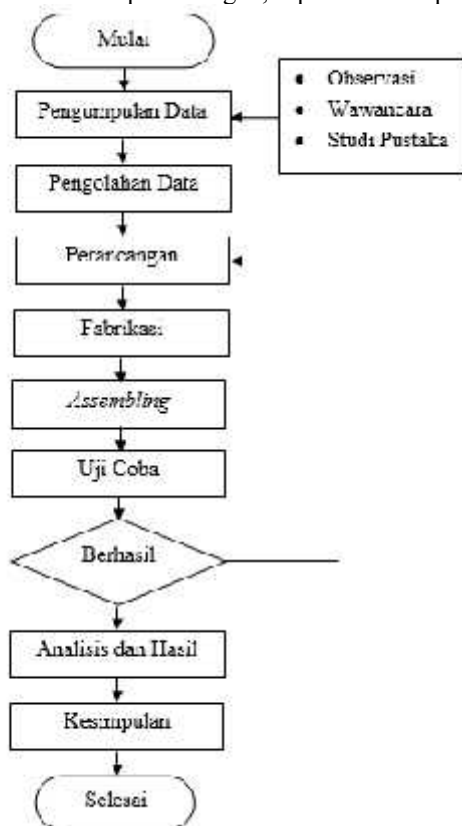 Mulai
Pengumpulan Data
• Observasi
• Wawancara
• Studi Pustaka
Pengolahan Data
Perancangan
Fabrikasi
Assembling
Uji Coba
Berhasil
Analisis dan Hasil
Kesimpulan
Selesai